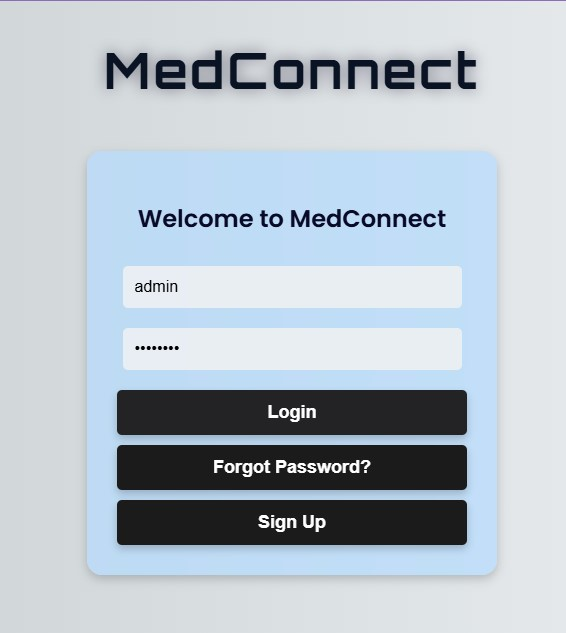 MedConnect
Welcome to MedConnect
admin
••••••••
Login
Forgot Password?
Sign Up